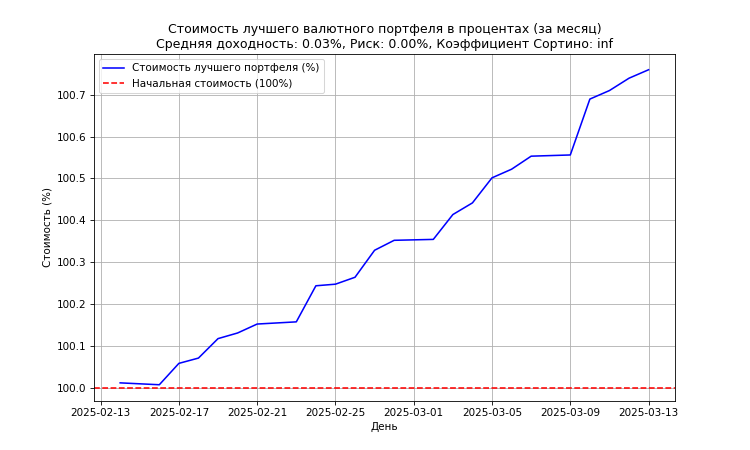 Стоимость лучшего валютного портфеля в процентах (за месяц)
Средняя доходность: 0.03%, Риск: 0.00%, Коэффициент Сортино: inf
Стоимость лучшего портфеля (%)
Начальная стоимость (100%)
Стоимость (%)
100.7
100.6
100.5
100.4
100.3
100.2
100.1
100.0
2025-02-13 2025-02-17 2025-02-21 2025-02-25 2025-03-01 2025-03-05 2025-03-09 2025-03-13
День